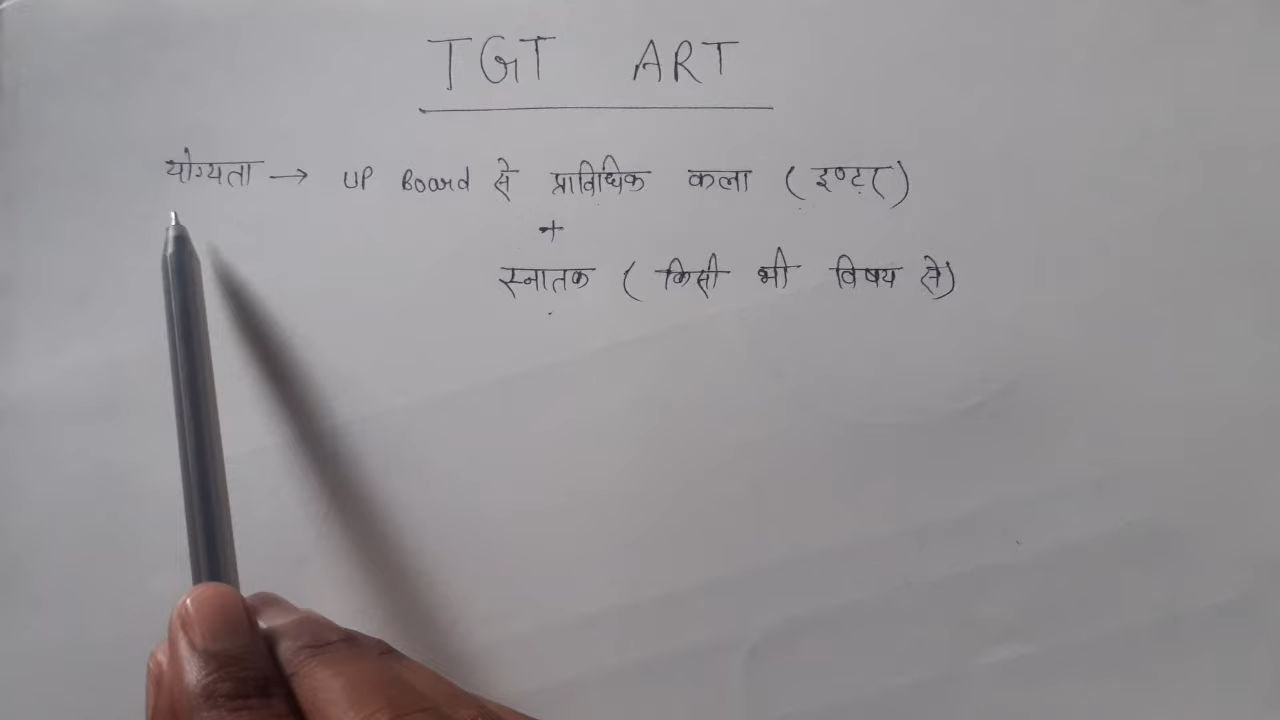 TGT ART
योग्यता → UP Board से प्राविधिक कला (इण्टर)
+
स्नातक (किसी भी विषय से)